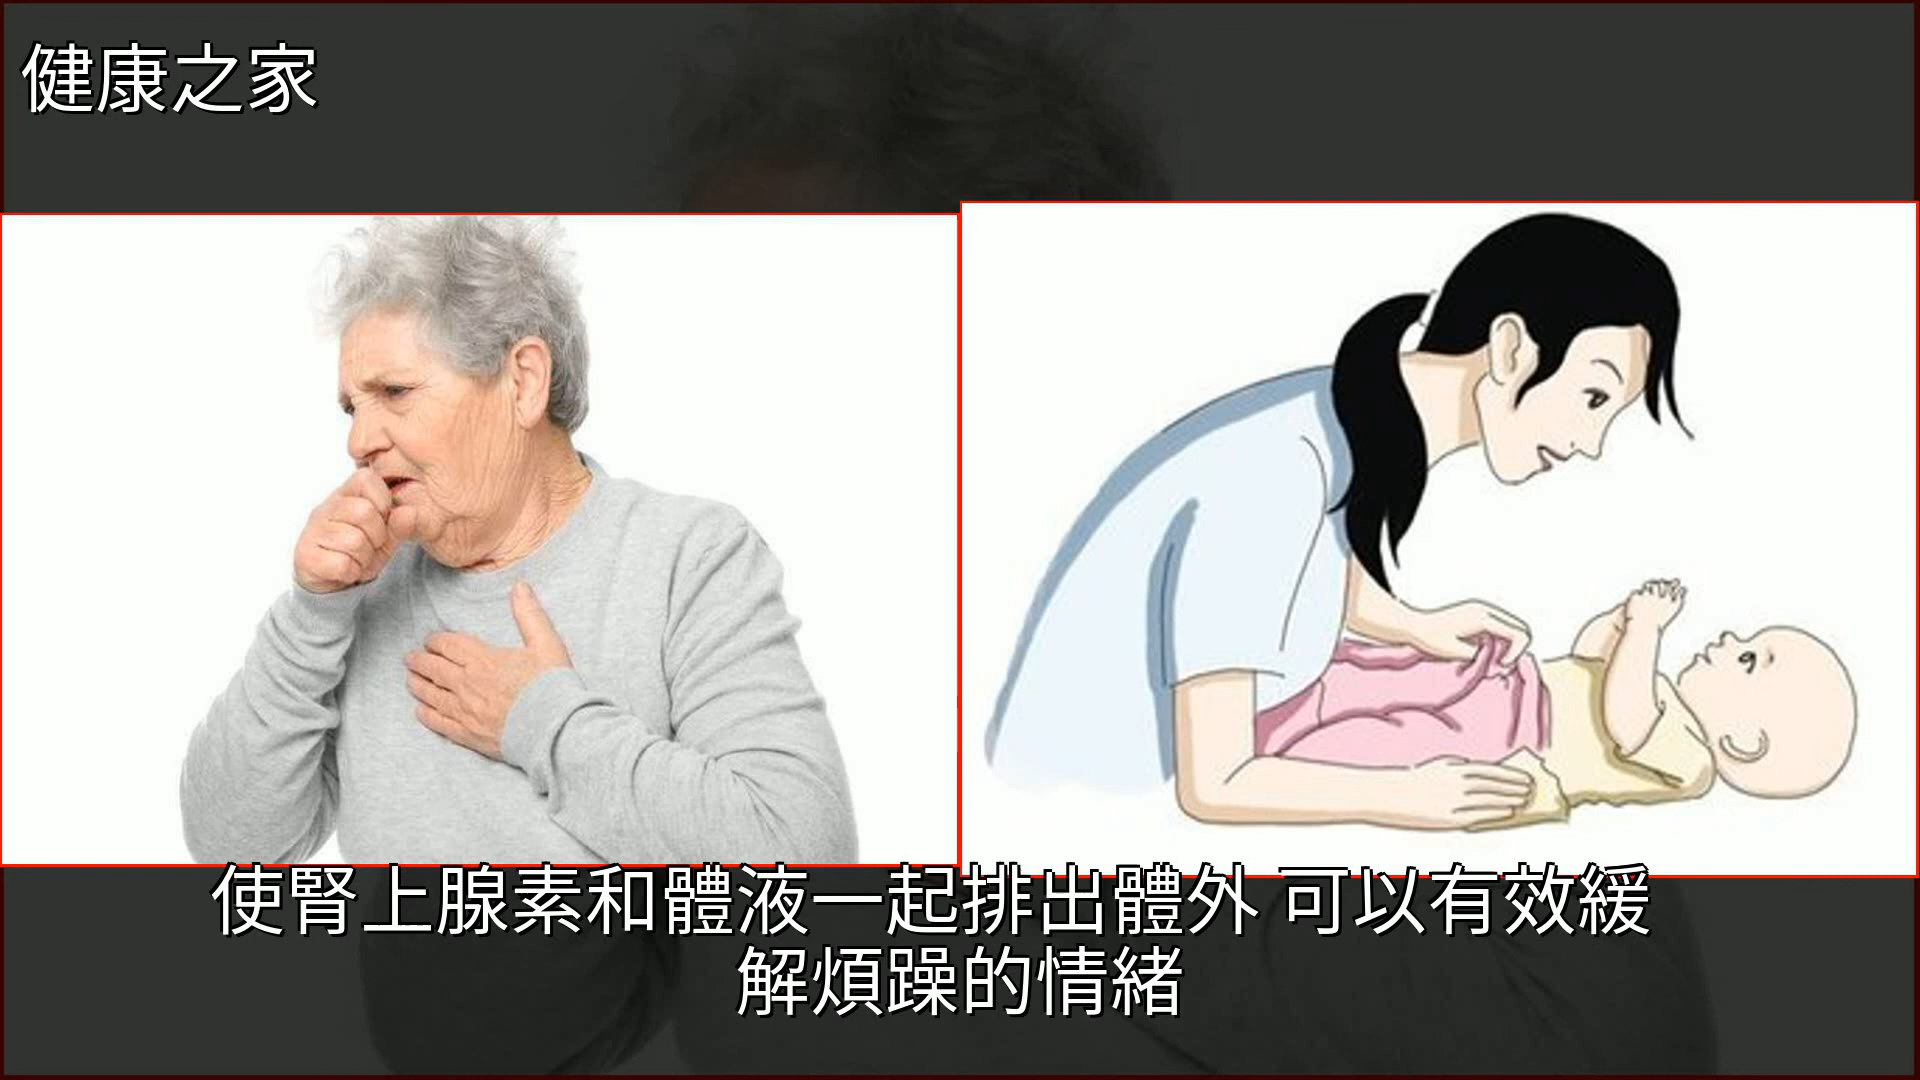 健康之家
使腎上腺素和體液一起排出體外 可以有效緩
解煩躁的情緒